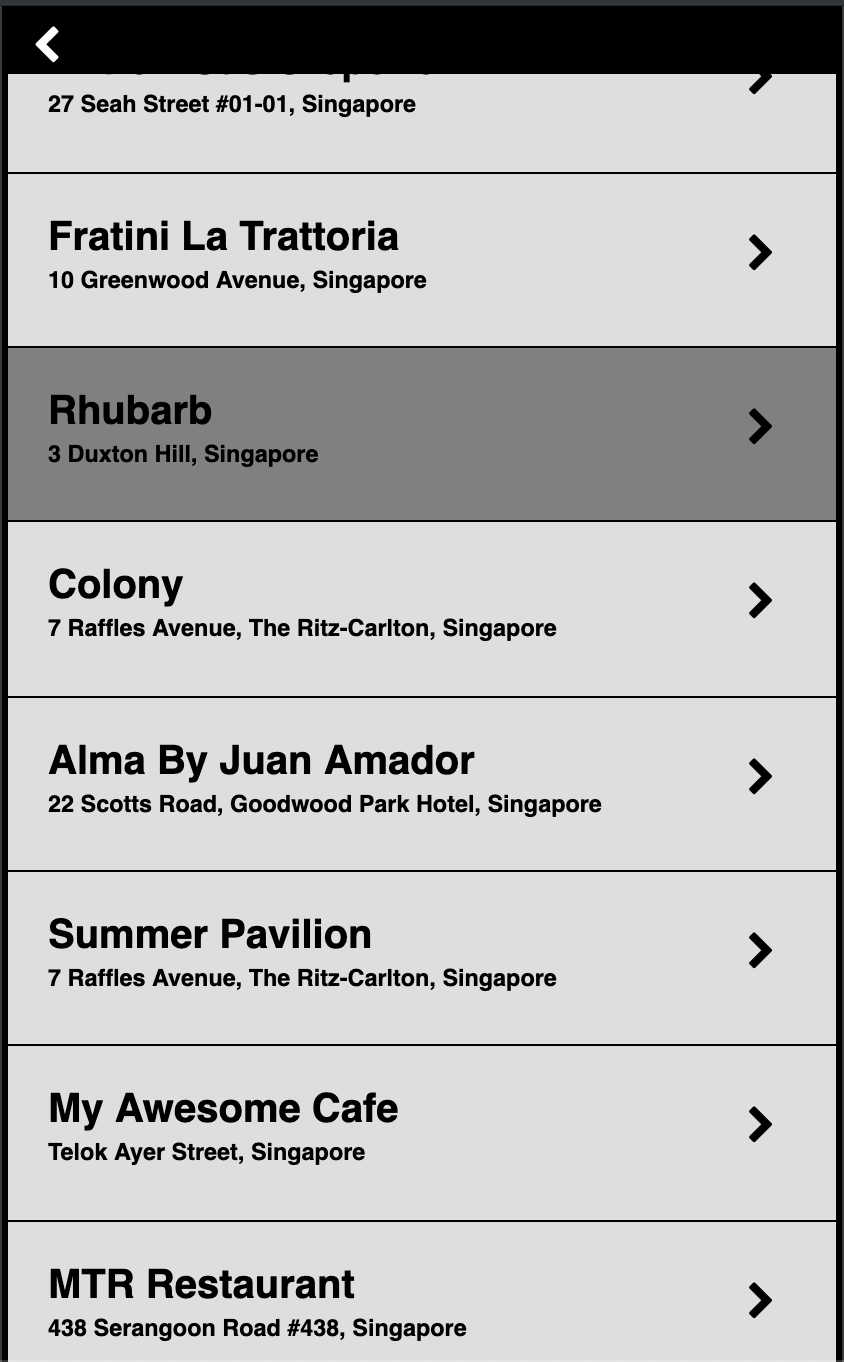 27 Seah Street #01-01, Singapore
Fratini La Trattoria
10 Greenwood Avenue, Singapore
Rhubarb
3 Duxton Hill, Singapore
Colony
7 Raffles Avenue, The Ritz-Carlton, Singapore
Alma By Juan Amador
22 Scotts Road, Goodwood Park Hotel, Singapore
Summer Pavilion
7 Raffles Avenue, The Ritz-Carlton, Singapore
My Awesome Cafe
Telok Ayer Street, Singapore
MTR Restaurant
438 Serangoon Road #438, Singapore